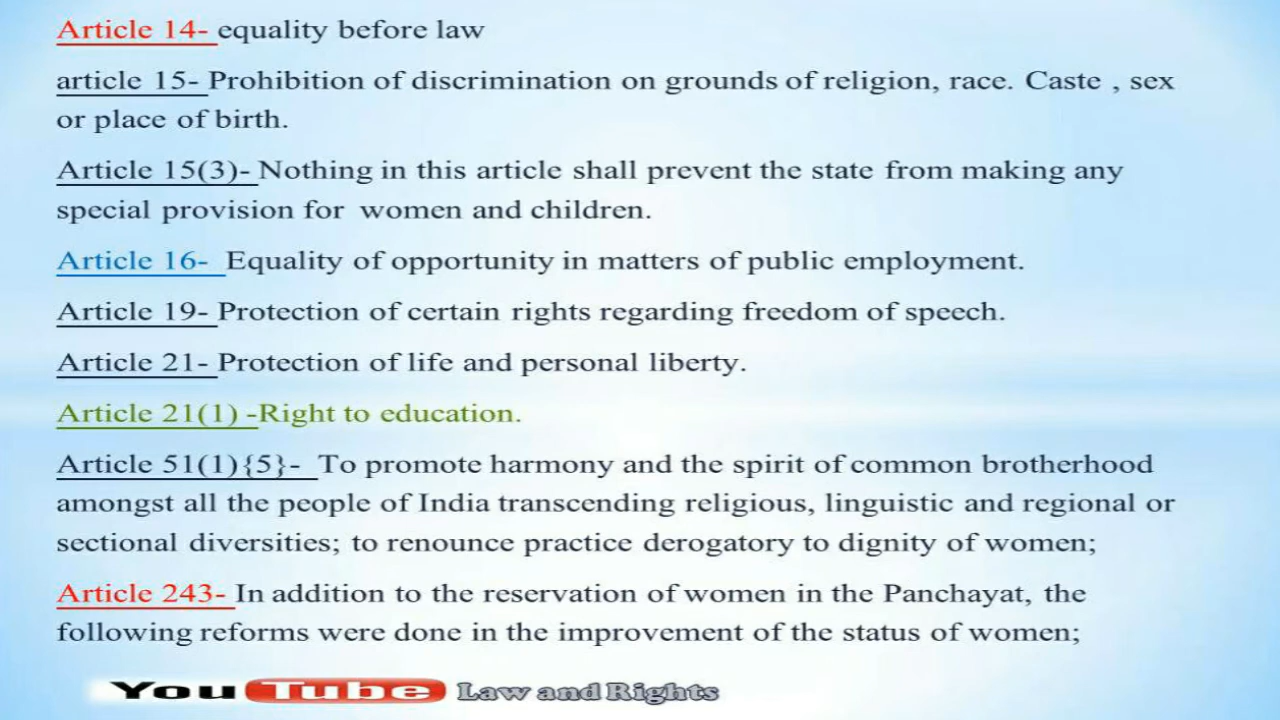 Article 14- equality before law
article 15- Prohibition of discrimination on grounds of religion, race. Caste , sex
or place of birth.
Article 15(3)- Nothing in this article shall prevent the state from making any
special provision for women and children.
Article 16- Equality of opportunity in matters of public employment.
Article 19- Protection of certain rights regarding freedom of speech.
Article 21- Protection of life and personal liberty.
Article 21(1) -Right to education.
Article 51(1){5}- To promote harmony and the spirit of common brotherhood
amongst all the people of India transcending religious, linguistic and regional or
sectional diversities; to renounce practice derogatory to dignity of women;
Article 243- In addition to the reservation of women in the Panchayat, the
following reforms were done in the improvement of the status of women;
You Tube Law and Rights